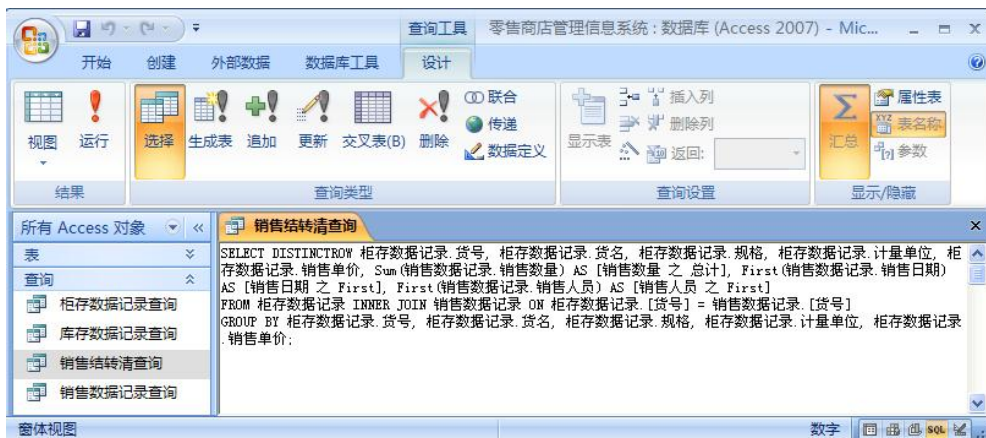 查询工具 零售商店管理信息系统 : 数据库 (Access 2007) - Mic...
开始 创建 外部数据 数据库工具 设计
视图 运行 选择 生成表 追加 更新 交叉表(B) 删除
联合
传递
数据定义
显示表
插入列
删除列
返回:
汇总
属性表
表名称
参数
结果 查询类型 查询设置 显示/隐藏
所有 Access 对象
表
查询
柜存数据记录查询
库存数据记录查询
销售结转清查询
销售数据记录查询
销售结转清查询
SELECT DISTINCTROW 柜存数据记录.货号, 柜存数据记录.货名, 柜存数据记录.规格, 柜存数据记录.计量单位, 柜
存数据记录.销售单价, Sum(销售数据记录.销售数量) AS [销售数量 之 总计], First(销售数据记录.销售日期)
AS [销售日期 之 First], First(销售数据记录.销售人员) AS [销售人员 之 First]
FROM 柜存数据记录 INNER JOIN 销售数据记录 ON 柜存数据记录.[货号] = 销售数据记录.[货号]
GROUP BY 柜存数据记录.货号, 柜存数据记录.货名, 柜存数据记录.规格, 柜存数据记录.计量单位, 柜存数据记录
.销售单价;
窗体视图 数字 SQL